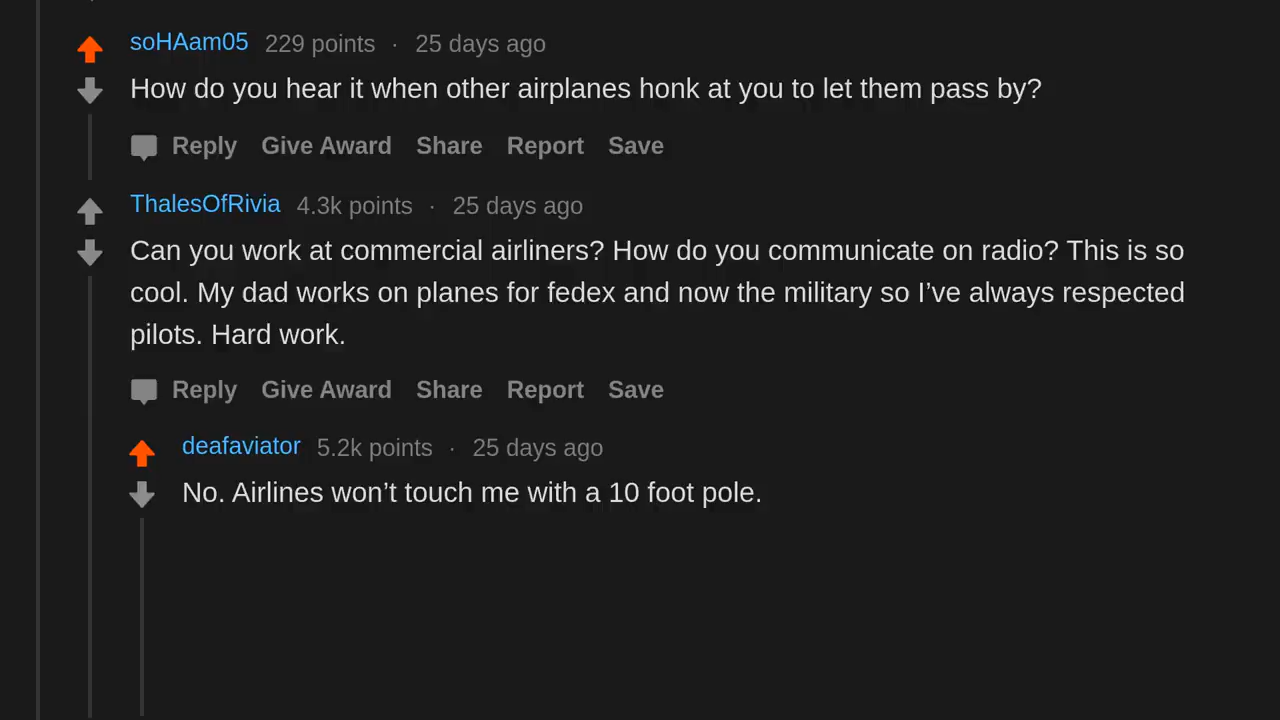 soHAam05 229 points · 25 days ago
How do you hear it when other airplanes honk at you to let them pass by?
Reply Give Award Share Report Save
ThalesOfRivia 4.3k points · 25 days ago
Can you work at commercial airliners? How do you communicate on radio? This is so
cool. My dad works on planes for fedex and now the military so I’ve always respected
pilots. Hard work.
Reply Give Award Share Report Save
deafaviator 5.2k points · 25 days ago
No. Airlines won’t touch me with a 10 foot pole.